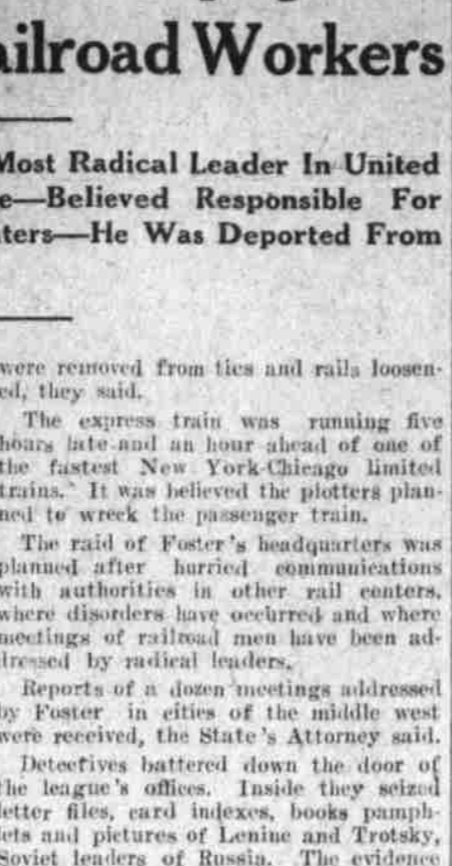 ailroad Workers
Most Radical Leader In United
e—Believed Responsible For
ters—He Was Deported From
were removed from ties and rails loosen-
ed, they said.
The express train was running five
hours late and an hour ahead of one of
the fastest New York-Chicago limited
trains. It was believed the plotters plan-
ned to wreck the passenger train.
The raid of Foster's headquarters was
planned after hurried communications
with authorities in other rail centers,
where disorders have occurred and where
meetings of railroad men have been ad-
dressed by radical leaders.
Reports of a dozen meetings addressed
by Foster in cities of the middle west
were received, the State's Attorney said.
Detectives battered down the door of
the league's offices. Inside they seized
letter files, card indexes, books pamph-
lets and pictures of Lenine and Trotsky,
Soviet leaders of Russia. The evidence